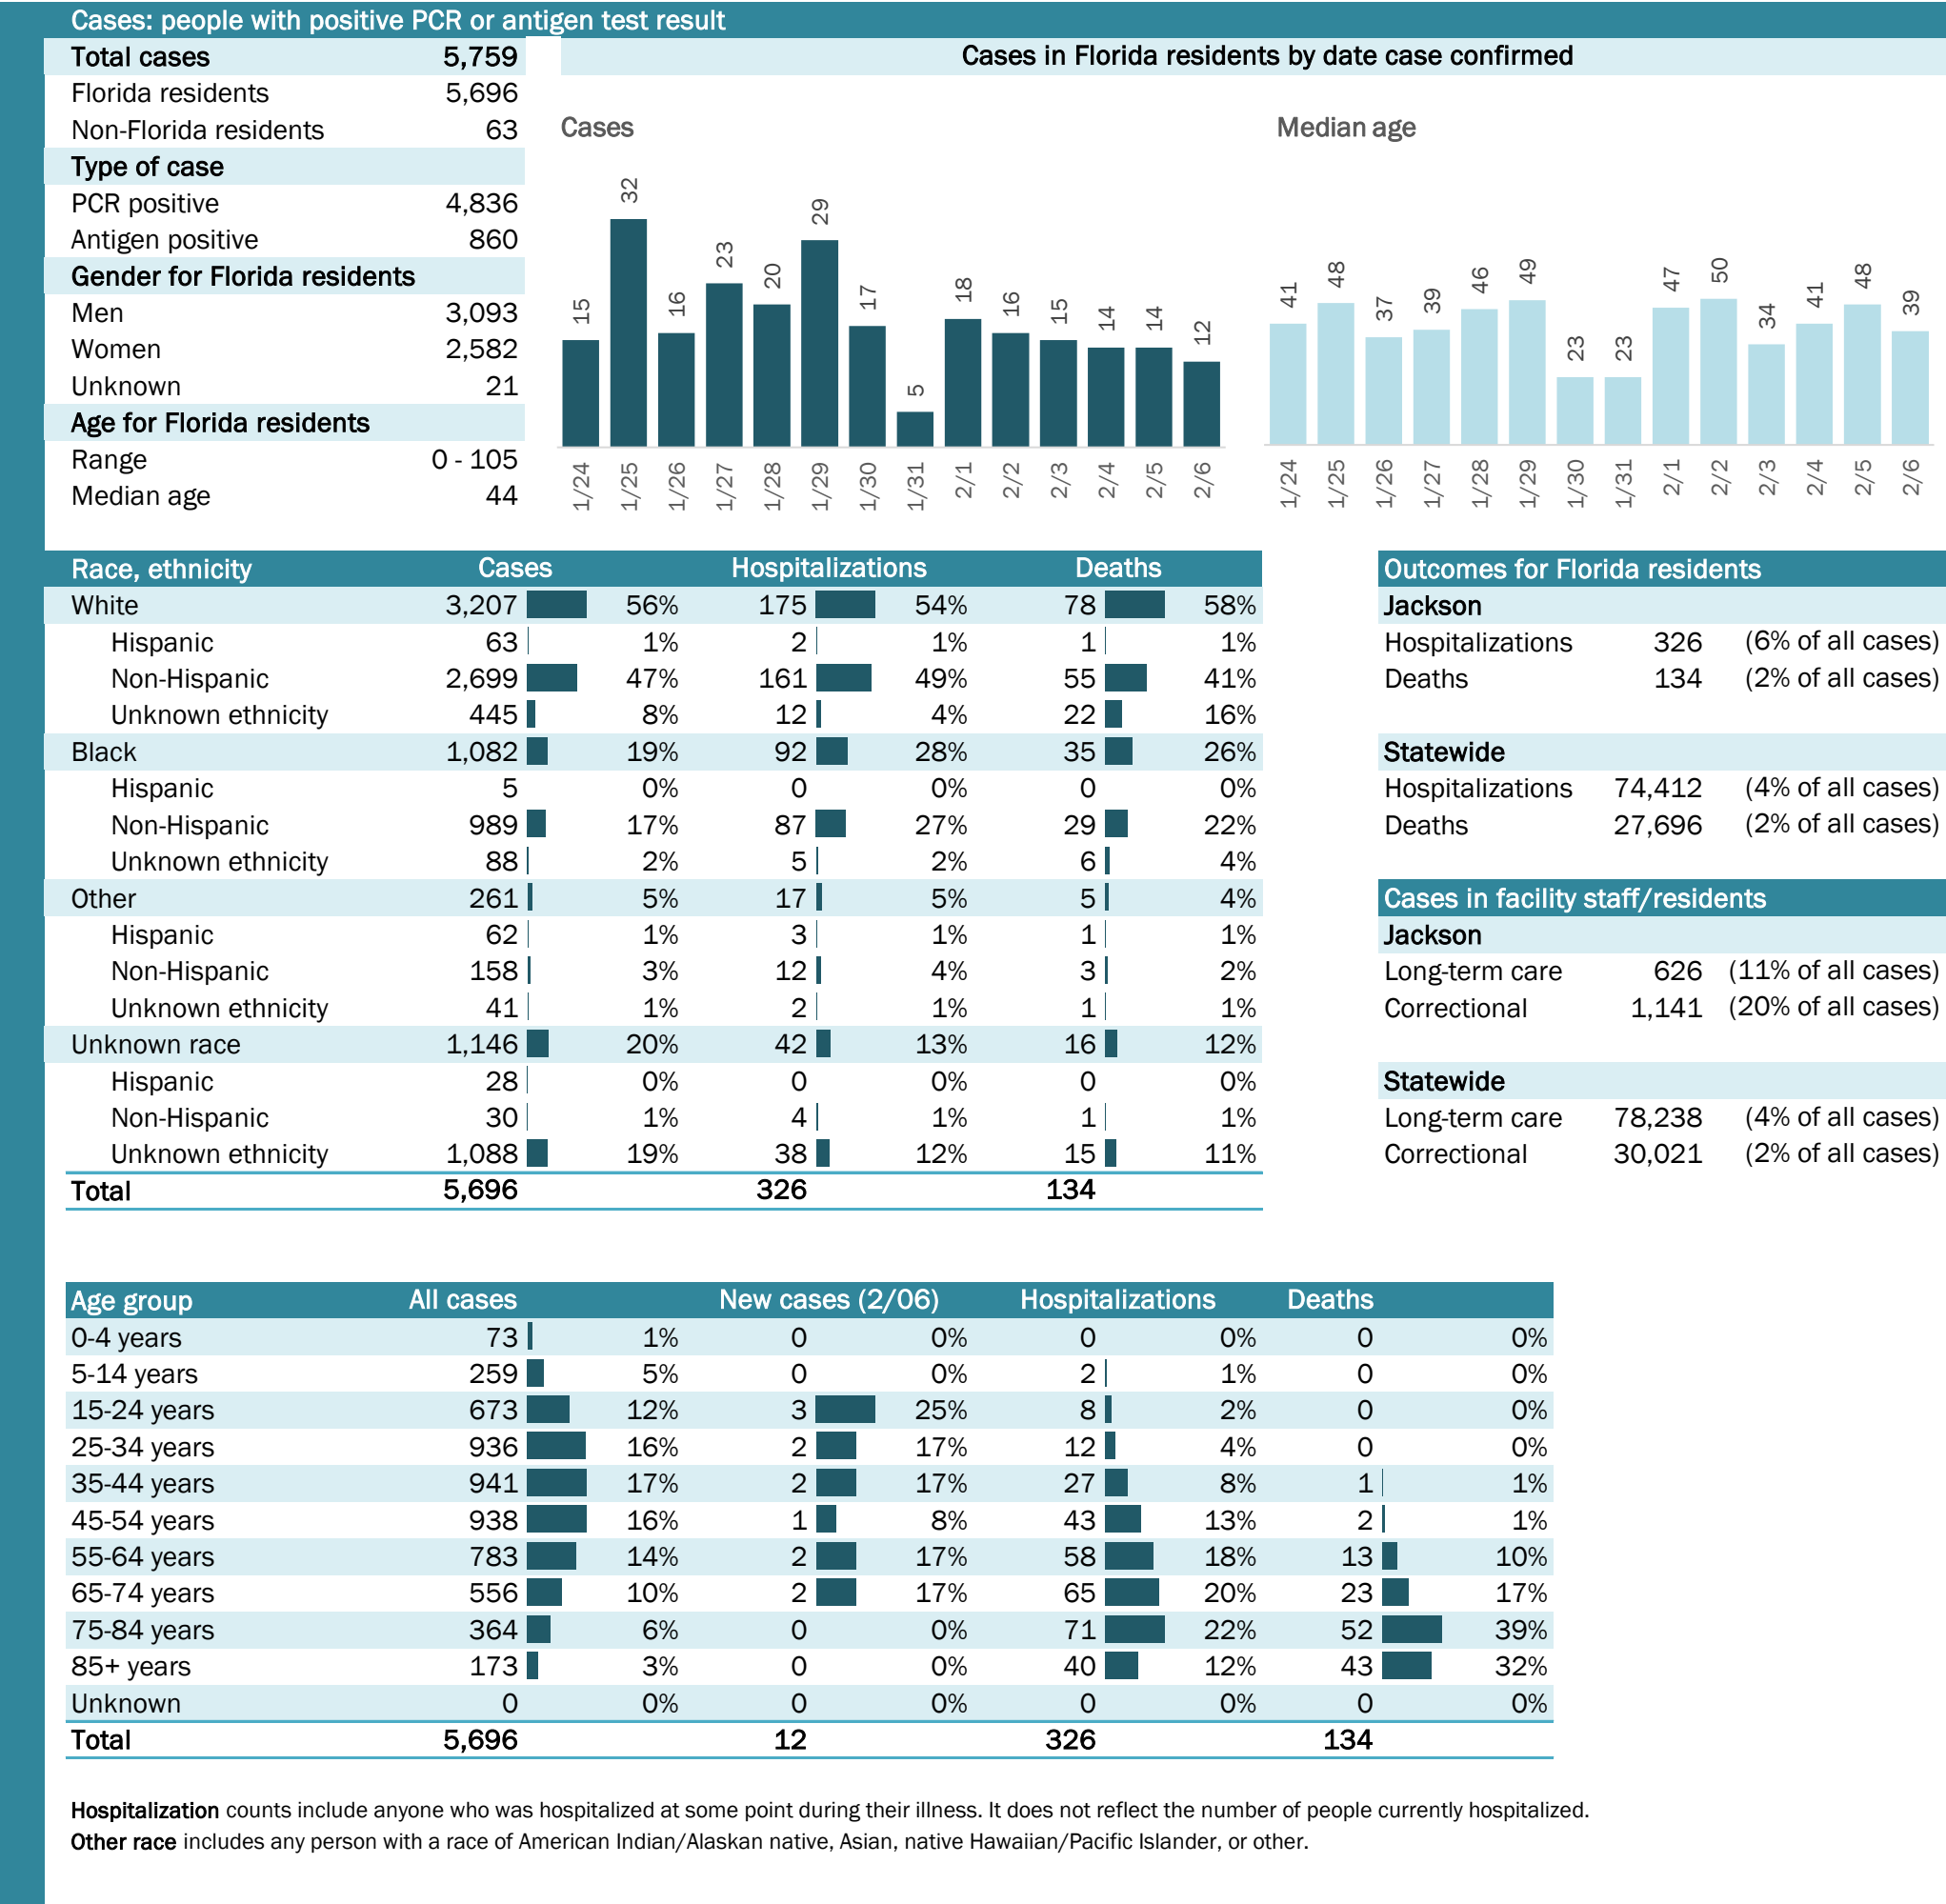 Cases: people with positive PCR or antigen test result
Total cases 5,759
Florida residents 5,696
Non-Florida residents 63
Type of case
PCR positive 4,836
Antigen positive 860
Gender for Florida residents
Men 3,093
Women 2,582
Unknown 21
Age for Florida residents
Range 0 - 105
Median age 44
Cases in Florida residents by date case confirmed
Cases
15 32 16 23 20 29 17 5 18 16 15 14 14 12
1/24 1/25 1/26 1/27 1/28 1/29 1/30 1/31 2/1 2/2 2/3 2/4 2/5 2/6
Median age
41 48 37 39 46 49 23 23 47 50 34 41 48 39
1/24 1/25 1/26 1/27 1/28 1/29 1/30 1/31 2/1 2/2 2/3 2/4 2/5 2/6
Race, ethnicity Cases Hospitalizations Deaths
White 3,207 56% 175 54% 78 58%
Hispanic 63 1% 2 1% 1 1%
Non-Hispanic 2,699 47% 161 49% 55 41%
Unknown ethnicity 445 8% 12 4% 22 16%
Black 1,082 19% 92 28% 35 26%
Hispanic 5 0% 0 0% 0 0%
Non-Hispanic 989 17% 87 27% 29 22%
Unknown ethnicity 88 2% 5 2% 6 4%
Other 261 5% 17 5% 5 4%
Hispanic 62 1% 3 1% 1 1%
Non-Hispanic 158 3% 12 4% 3 2%
Unknown ethnicity 41 1% 2 1% 1 1%
Unknown race 1,146 20% 42 13% 16 12%
Hispanic 28 0% 0 0% 0 0%
Non-Hispanic 30 1% 4 1% 1 1%
Unknown ethnicity 1,088 19% 38 12% 15 11%
Total 5,696 326 134
Outcomes for Florida residents
Jackson
Hospitalizations 326 (6% of all cases)
Deaths 134 (2% of all cases)
Statewide
Hospitalizations 74,412 (4% of all cases)
Deaths 27,696 (2% of all cases)
Cases in facility staff/residents
Jackson
Long-term care 626 (11% of all cases)
Correctional 1,141 (20% of all cases)
Statewide
Long-term care 78,238 (4% of all cases)
Correctional 30,021 (2% of all cases)
Age group All cases New cases (2/06) Hospitalizations Deaths
0-4 years 73 1% 0 0% 0 0% 0 0%
5-14 years 259 5% 0 0% 2 1% 0 0%
15-24 years 673 12% 3 25% 8 2% 0 0%
25-34 years 936 16% 2 17% 12 4% 0 0%
35-44 years 941 17% 2 17% 27 8% 1 1%
45-54 years 938 16% 1 8% 43 13% 2 1%
55-64 years 783 14% 2 17% 58 18% 13 10%
65-74 years 556 10% 2 17% 65 20% 23 17%
75-84 years 364 6% 0 0% 71 22% 52 39%
85+ years 173 3% 0 0% 40 12% 43 32%
Unknown 0 0% 0 0% 0 0% 0 0%
Total 5,696 12 326 134
Hospitalization counts include anyone who was hospitalized at some point during their illness. It does not reflect the number of people currently hospitalized.
Other race includes any person with a race of American Indian/Alaskan native, Asian, native Hawaiian/Pacific Islander, or other.